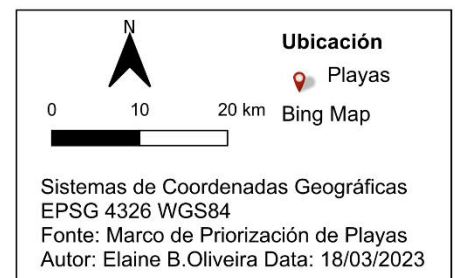 N
Ubicación
Playas
0 10 20 km
Bing Map
Sistemas de Coordenadas Geográficas
EPSG 4326 WGS84
Fonte: Marco de Priorización de Playas
Autor: Elaine B.Oliveira Data: 18/03/2023